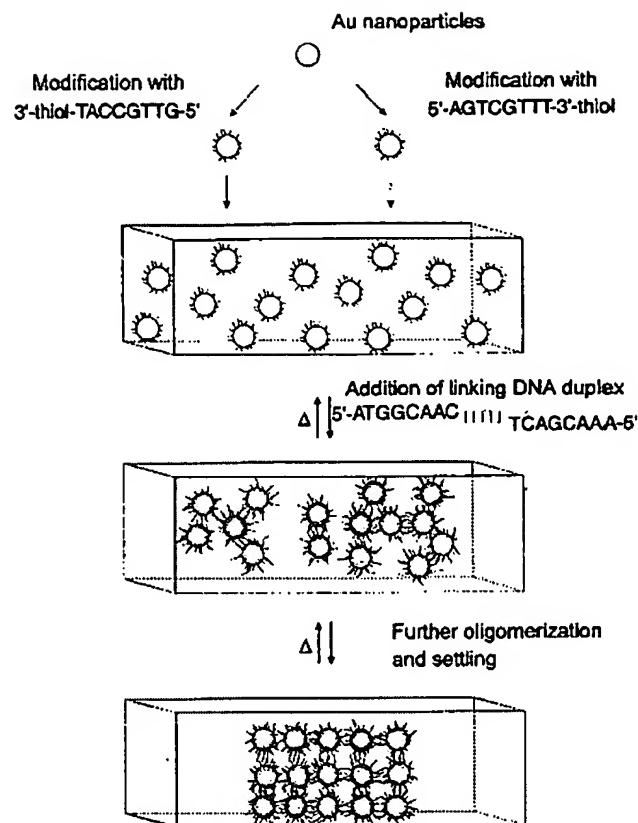 Au nanoparticles
Modification with
3'-thiol-TACCGTTG-5'
Modification with
5'-AGTCGTTT-3'-thiol
Addition of linking DNA duplex
Δ
5'-ATGGCAAC
TCAGCAAA-5'
Δ
Further oligomerization
and settling